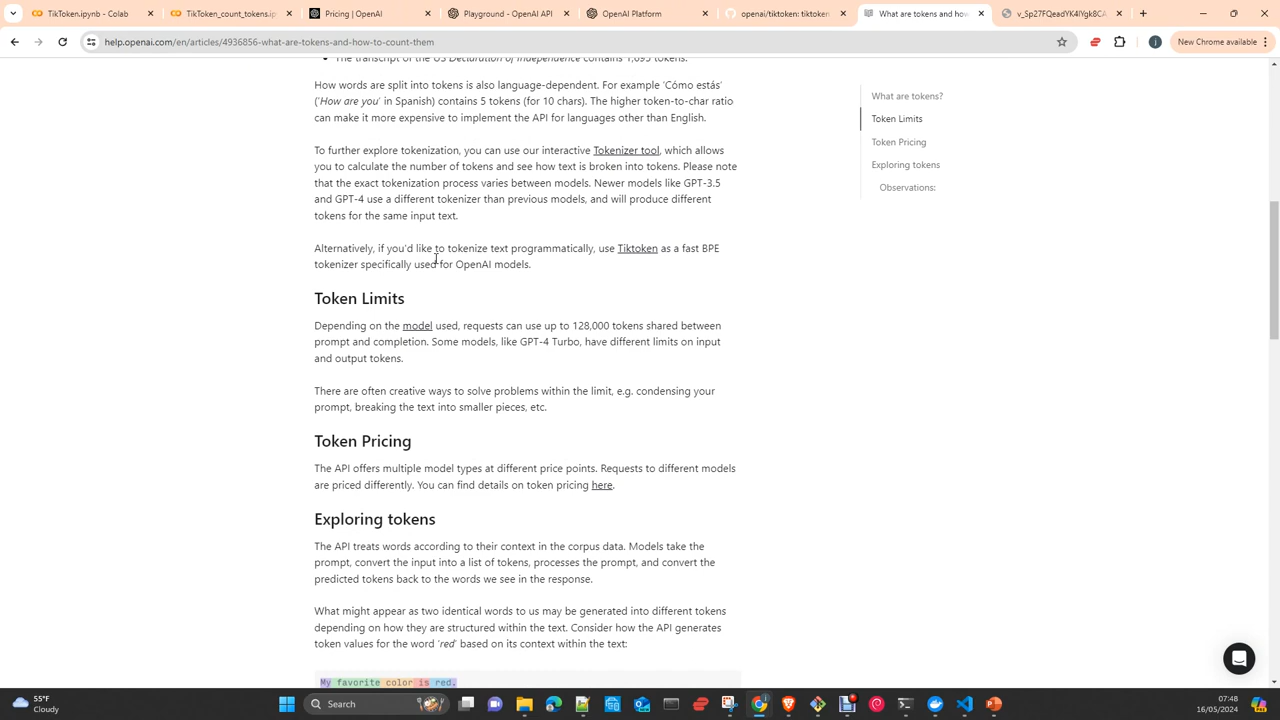 TikToken.ipynb - Colab
TikToken_count_tokens.ip
Pricing | OpenAI
Playground - OpenAI API
OpenAI Platform
openai/tiktoken: tiktoken
What are tokens and how
v_Sp27FQeadYK4lYgk8CA
help.openai.com/en/articles/4936856-what-are-tokens-and-how-to-count-them
New Chrome available
The transcript of the US Declaration of Independence contains 1,695 tokens.
How words are split into tokens is also language-dependent. For example 'Cómo estás'
('How are you' in Spanish) contains 5 tokens (for 10 chars). The higher token-to-char ratio
can make it more expensive to implement the API for languages other than English.
To further explore tokenization, you can use our interactive Tokenizer tool, which allows
you to calculate the number of tokens and see how text is broken into tokens. Please note
that the exact tokenization process varies between models. Newer models like GPT-3.5
and GPT-4 use a different tokenizer than previous models, and will produce different
tokens for the same input text.
Alternatively, if you'd like to tokenize text programmatically, use Tiktoken as a fast BPE
tokenizer specifically used for OpenAI models.
Token Limits
Depending on the model used, requests can use up to 128,000 tokens shared between
prompt and completion. Some models, like GPT-4 Turbo, have different limits on input
and output tokens.
There are often creative ways to solve problems within the limit, e.g. condensing your
prompt, breaking the text into smaller pieces, etc.
Token Pricing
The API offers multiple model types at different price points. Requests to different models
are priced differently. You can find details on token pricing here.
Exploring tokens
The API treats words according to their context in the corpus data. Models take the
prompt, convert the input into a list of tokens, processes the prompt, and convert the
predicted tokens back to the words we see in the response.
What might appear as two identical words to us may be generated into different tokens
depending on how they are structured within the text. Consider how the API generates
token values for the word 'red' based on its context within the text:
My favorite color is red.
What are tokens?
Token Limits
Token Pricing
Exploring tokens
Observations:
55°F
Cloudy
Search
07:48
16/05/2024